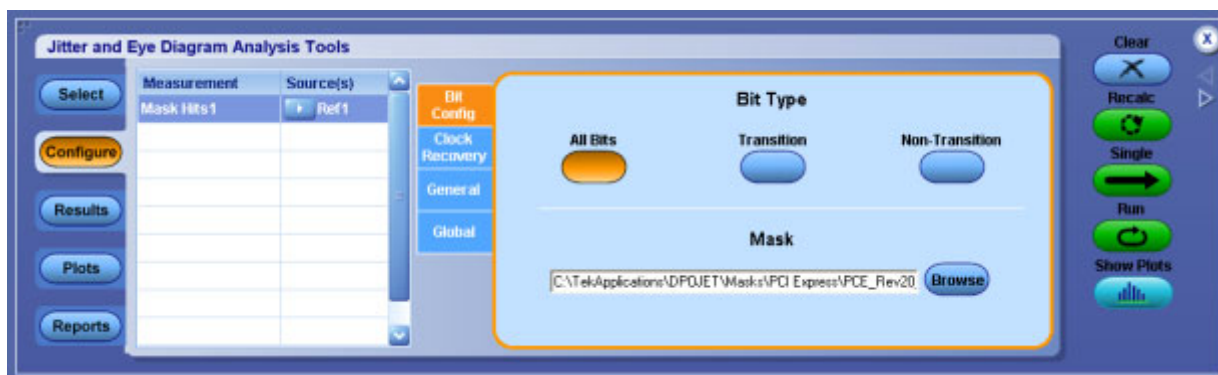 Jitter and Eye Diagram Analysis Tools
Select
Configure
Results
Plots
Reports
Measurement Source(s)
Mask Hits1 Ref1
Bit Config
Clock Recovery
General
Global
Bit Type
All Bits Transition Non-Transition
Mask
C:\TekApplications\DPOJET\Masks\PCI Express\PCE_Rev20_ Browse
Clear
X
Recalc
Single
Run
Show Plots